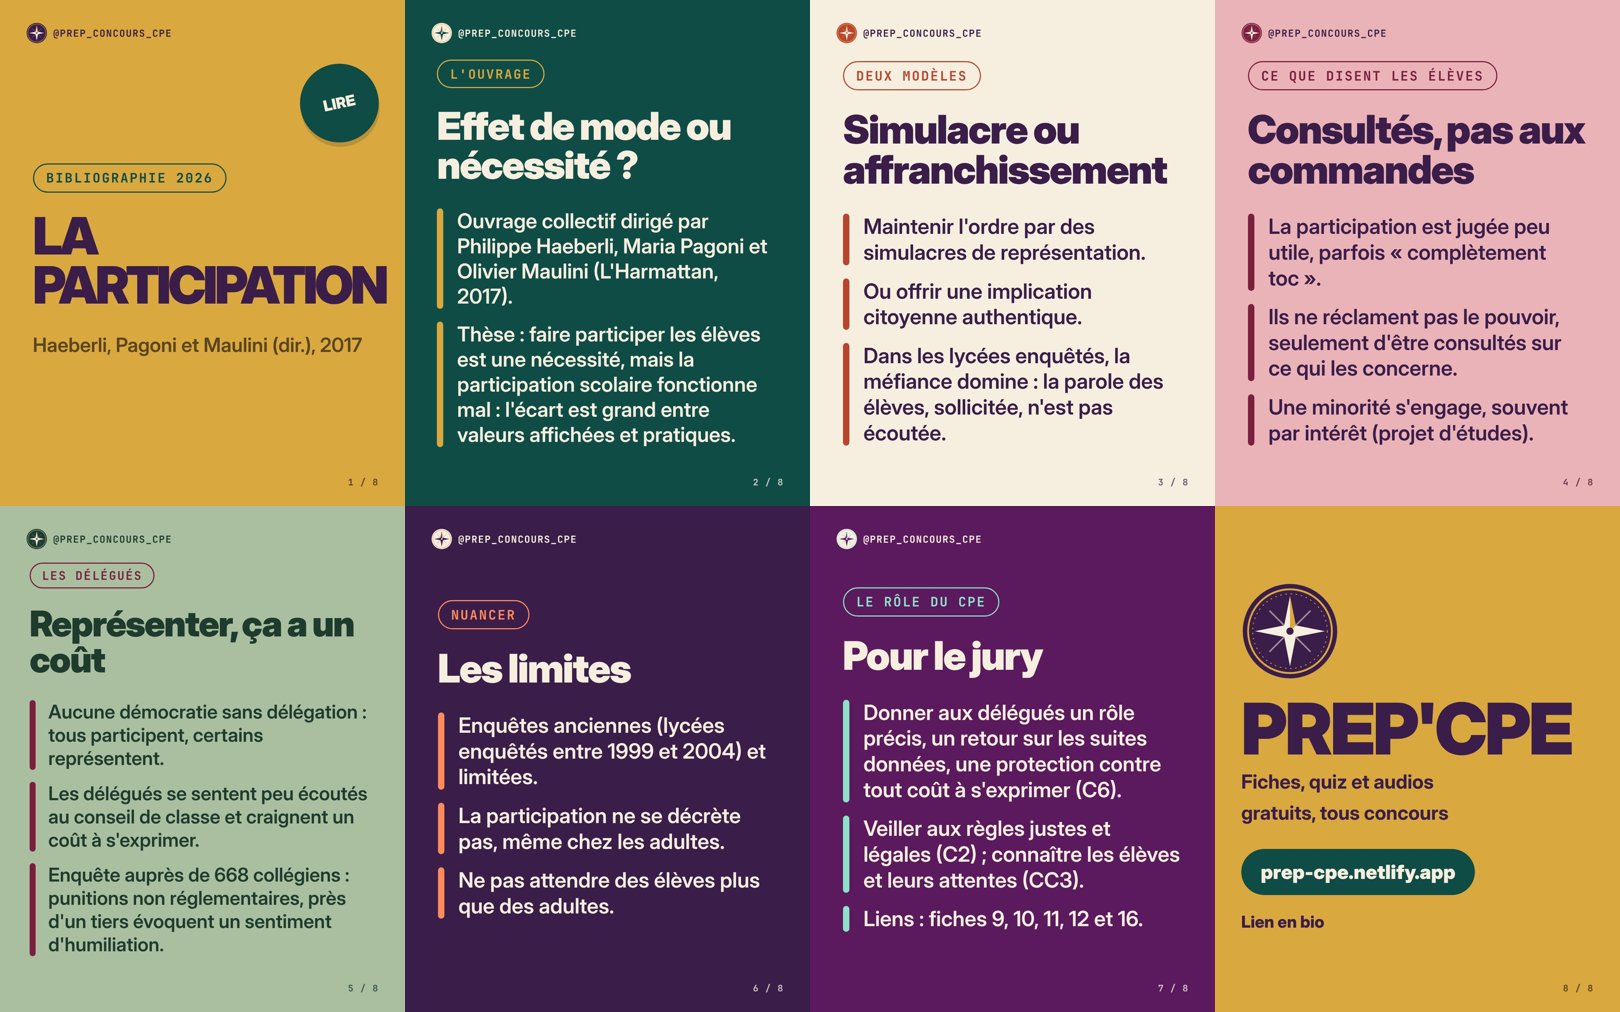 @PREP_CONCOURS_CPE
LIRE
BIBLIOGRAPHIE 2026
LA
PARTICIPATION
Haeberli, Pagoni et Maulini (dir.), 2017
1 / 8
@PREP_CONCOURS_CPE
L'OUVRAGE
Effet de mode ou
nécessité ?
Ouvrage collectif dirigé par
Philippe Haeberli, Maria Pagoni et
Olivier Maulini (L'Harmattan,
2017).
Thèse : faire participer les élèves
est une nécessité, mais la
participation scolaire fonctionne
mal : l'écart est grand entre
valeurs affichées et pratiques.
2 / 8
@PREP_CONCOURS_CPE
DEUX MODÈLES
Simulacre ou
affranchissement
Maintenir l'ordre par des
simulacres de représentation.
Ou offrir une implication
citoyenne authentique.
Dans les lycées enquêtés, la
méfiance domine : la parole des
élèves, sollicitée, n'est pas
écoutée.
3 / 8
@PREP_CONCOURS_CPE
CE QUE DISENT LES ÉLÈVES
Consultés, pas aux
commandes
La participation est jugée peu
utile, parfois « complètement
toc ».
Ils ne réclament pas le pouvoir,
seulement d'être consultés sur
ce qui les concerne.
Une minorité s'engage, souvent
par intérêt (projet d'études).
4 / 8
@PREP_CONCOURS_CPE
LES DÉLÉGUÉS
Représenter, ça a un
coût
Aucune démocratie sans délégation :
tous participent, certains
représentent.
Les délégués se sentent peu écoutés
au conseil de classe et craignent un
coût à s'exprimer.
Enquête auprès de 668 collégiens :
punitions non réglementaires, près
d'un tiers évoquent un sentiment
d'humiliation.
5 / 8
@PREP_CONCOURS_CPE
NUANCER
Les limites
Enquêtes anciennes (lycées
enquêtés entre 1999 et 2004) et
limitées.
La participation ne se décrète
pas, même chez les adultes.
Ne pas attendre des élèves plus
que des adultes.
6 / 8
@PREP_CONCOURS_CPE
LE RÔLE DU CPE
Pour le jury
Donner aux délégués un rôle
précis, un retour sur les suites
données, une protection contre
tout coût à s'exprimer (C6).
Veiller aux règles justes et
légales (C2) ; connaître les élèves
et leurs attentes (CC3).
Liens : fiches 9, 10, 11, 12 et 16.
7 / 8
PREP'CPE
Fiches, quiz et audios
gratuits, tous concours
prep-cpe.netlify.app
Lien en bio
8 / 8